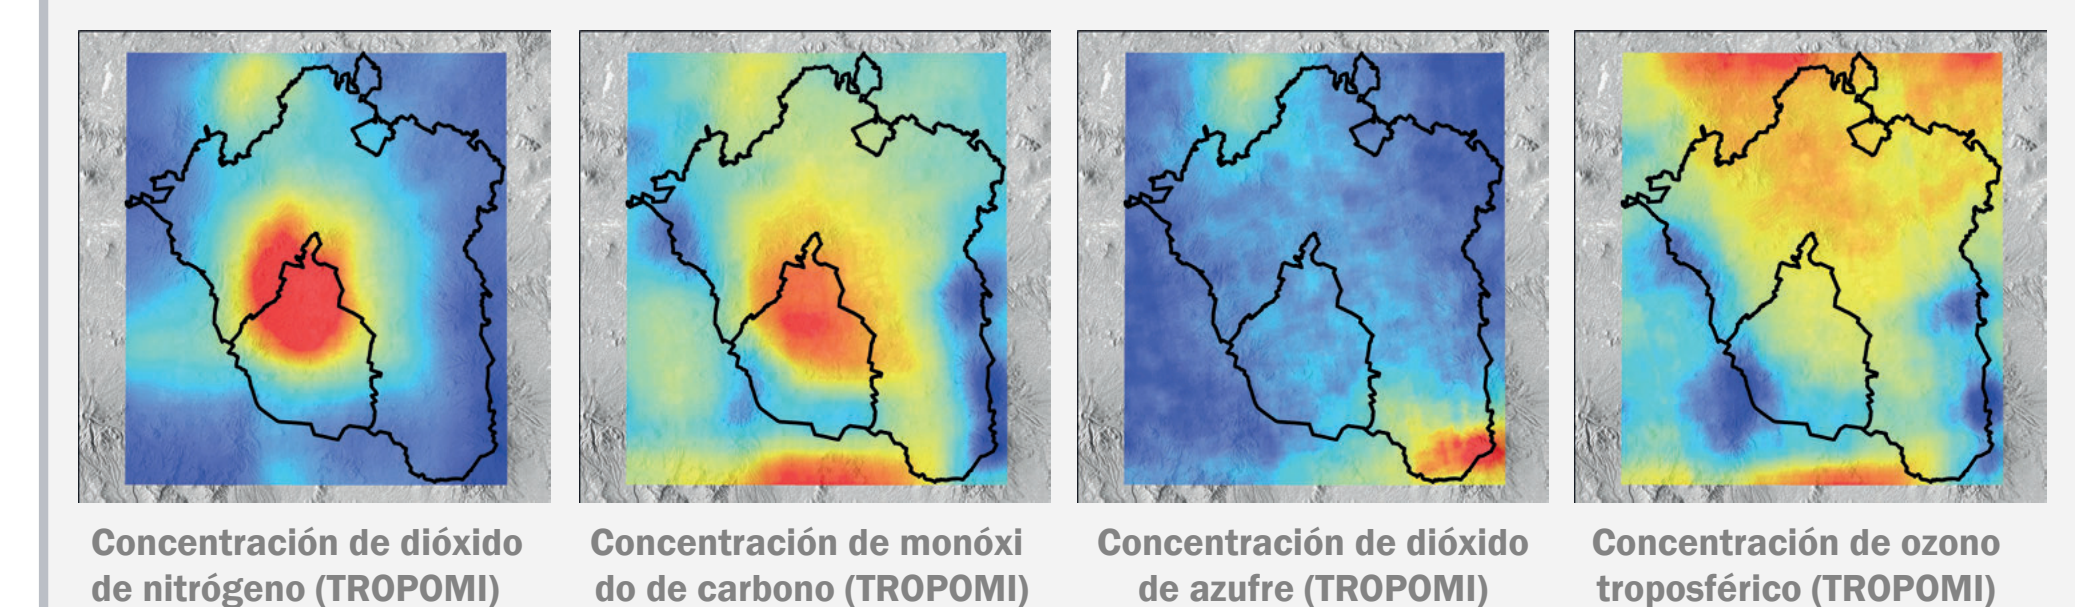 Concentración de dióxido
de nitrógeno (TROPOMI)
Concentración de monóxi
do de carbono (TROPOMI)
Concentración de dióxido
de azufre (TROPOMI)
Concentración de ozono
troposférico (TROPOMI)